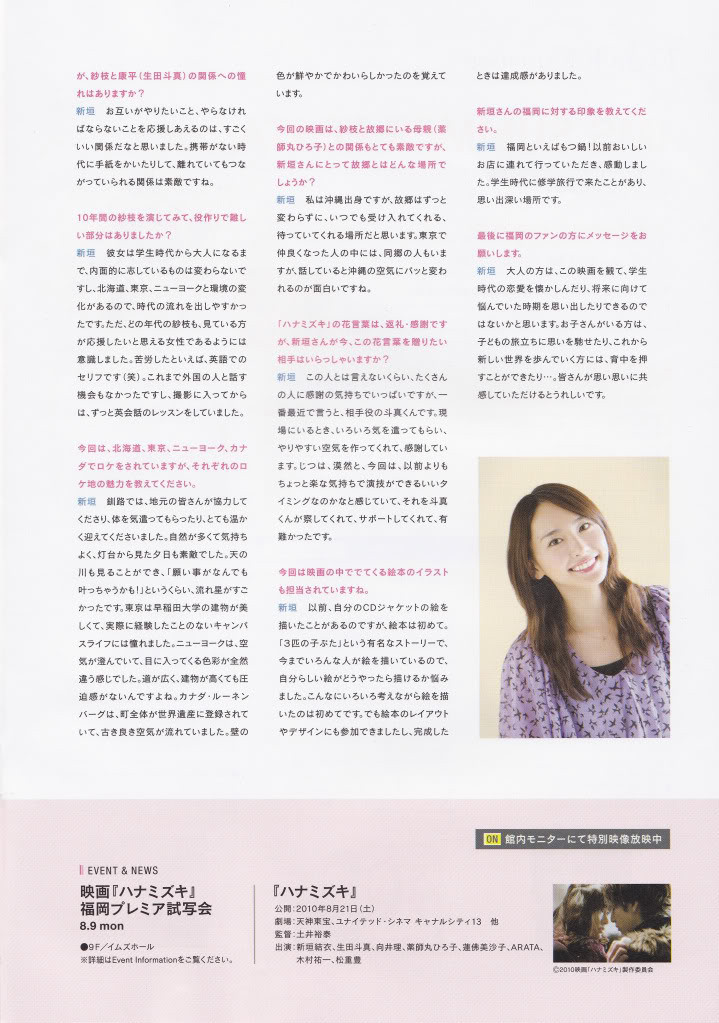 が、紗枝と康平（生田斗真）の関係への憧
れはありますか？
新垣　お互いがやりたいこと、やらなけれ
ばならないことを応援しあえるのは、すごく
いい関係だなと思いました。携帯がない時
代に手紙をかいたりして、離れていてもつな
がっていられる関係は素敵ですね。
10年間の紗枝を演じてみて、役作りで難し
い部分はありましたか？
新垣　彼女は学生時代から大人になるま
で、内面的に志しているものは変わらないで
すし、北海道、東京、ニューヨークと環境の変
化があるので、時代の流れを出しやすかっ
たです。ただ、どの年代の紗枝も、見ている方
が応援したいと思える女性であるようには
意識しました。苦労したといえば、英語での
セリフです（笑）。これまで外国の人と話す
機会もなかったですし、撮影に入ってから
は、ずっと英会話のレッスンをしていました。
今回は、北海道、東京、ニューヨーク、カナ
ダでロケをされていますが、それぞれのロ
ケ地の魅力を教えてください。
新垣　釧路では、地元の皆さんが協力して
くださり、体を気遣ってもらったり、とても温か
く迎えてくださいました。自然が多くて気持ち
よく、灯台から見た夕日も素敵でした。天の
川も見ることができ、「願い事がなんでも
叶っちゃうかも!」というくらい、流れ星がすご
かったです。東京は早稲田大学の建物が美
しくて、実際に経験したことのないキャンパ
スライフには憧れました。ニューヨークは、空
気が澄んでいて、目に入ってくる色彩が全然
違う感じでした。道が広く、建物が高くても圧
迫感がないんですよね。カナダ・ルーネン
バーグは、町全体が世界遺産に登録されて
いて、古き良き空気が流れていました。壁の
色が鮮やかでかわいらしかったのを覚えて
います。
今回の映画は、紗枝と故郷にいる母親（薬
師丸ひろ子）との関係もとても素敵ですが、
新垣さんにとって故郷とはどんな場所で
しょうか？
新垣　私は沖縄出身ですが、故郷はずっと
変わらずに、いつでも受け入れてくれる、
待っていてくれる場所だと思います。東京で
仲良くなった人の中には、同郷の人もいま
すが、話していると沖縄の空気にパッと変わ
れるのが面白いですね。
「ハナミズキ」の花言葉は、返礼・感謝です
が、新垣さんが今、この花言葉を贈りたい
相手はいらっしゃいますか？
新垣　この人とは言えないくらい、たくさん
の人に感謝の気持ちでいっぱいですが、一
番最近で言うと、相手役の斗真くんです。現
場にいるとき、いろいろ気を遣ってもらい、
やりやすい空気を作ってくれて、感謝してい
ます。じつは、漠然と、今回は、以前よりも
ちょっと楽な気持ちで演技ができるいいタ
イミングなのかなと感じていて、それを斗真
くんが察してくれて、サポートしてくれて、有
難かったです。
今回は映画の中ででてくる絵本のイラスト
も担当されていますね。
新垣　以前、自分のCDジャケットの絵を
描いたことがあるのですが、絵本は初めて。
「3匹の子ぶた」という有名なストーリーで、
今までいろんな人が絵を描いているので、
自分らしい絵がどうやったら描けるか悩み
ました。こんなにいろいろ考えながら絵を描
いたのは初めてです。でも絵本のレイアウト
やデザインにも参加できましたし、完成した
ときは達成感がありました。
新垣さんの福岡に対する印象を教えてくだ
さい。
新垣　福岡といえばもつ鍋！以前おいしい
お店に連れて行っていただき、感動しまし
た。学生時代に修学旅行で来たことがあり、
思い出深い場所です。
最後に福岡のファンの方にメッセージをお
願いします。
新垣　大人の方は、この映画を観て、学生
時代の恋愛を懐かしんだり、将来に向けて
悩んでいた時期を思い出したりできるので
はないかと思います。お子さんがいる方は、
子どもの旅立ちに思いを馳せたり、これから
新しい世界を歩んでいく方には、背中を押
すことができたり…。皆さんが思い思いに共
感していただけるとうれしいです。
ON 館内モニターにて特別映像放映中
EVENT & NEWS
映画『ハナミズキ』
福岡プレミア試写会
8.9 mon
●9F／イムズホール
※詳細はEvent Informationをご覧ください。
『ハナミズキ』
公開：2010年8月21日（土）
劇場：天神東宝、ユナイテッド・シネマ キャナルシティ13　他
監督：土井裕泰
出演：新垣結衣、生田斗真、向井理、薬師丸ひろ子、蓮佛美沙子、ARATA、
木村祐一、松重豊
©2010映画「ハナミズキ」製作委員会